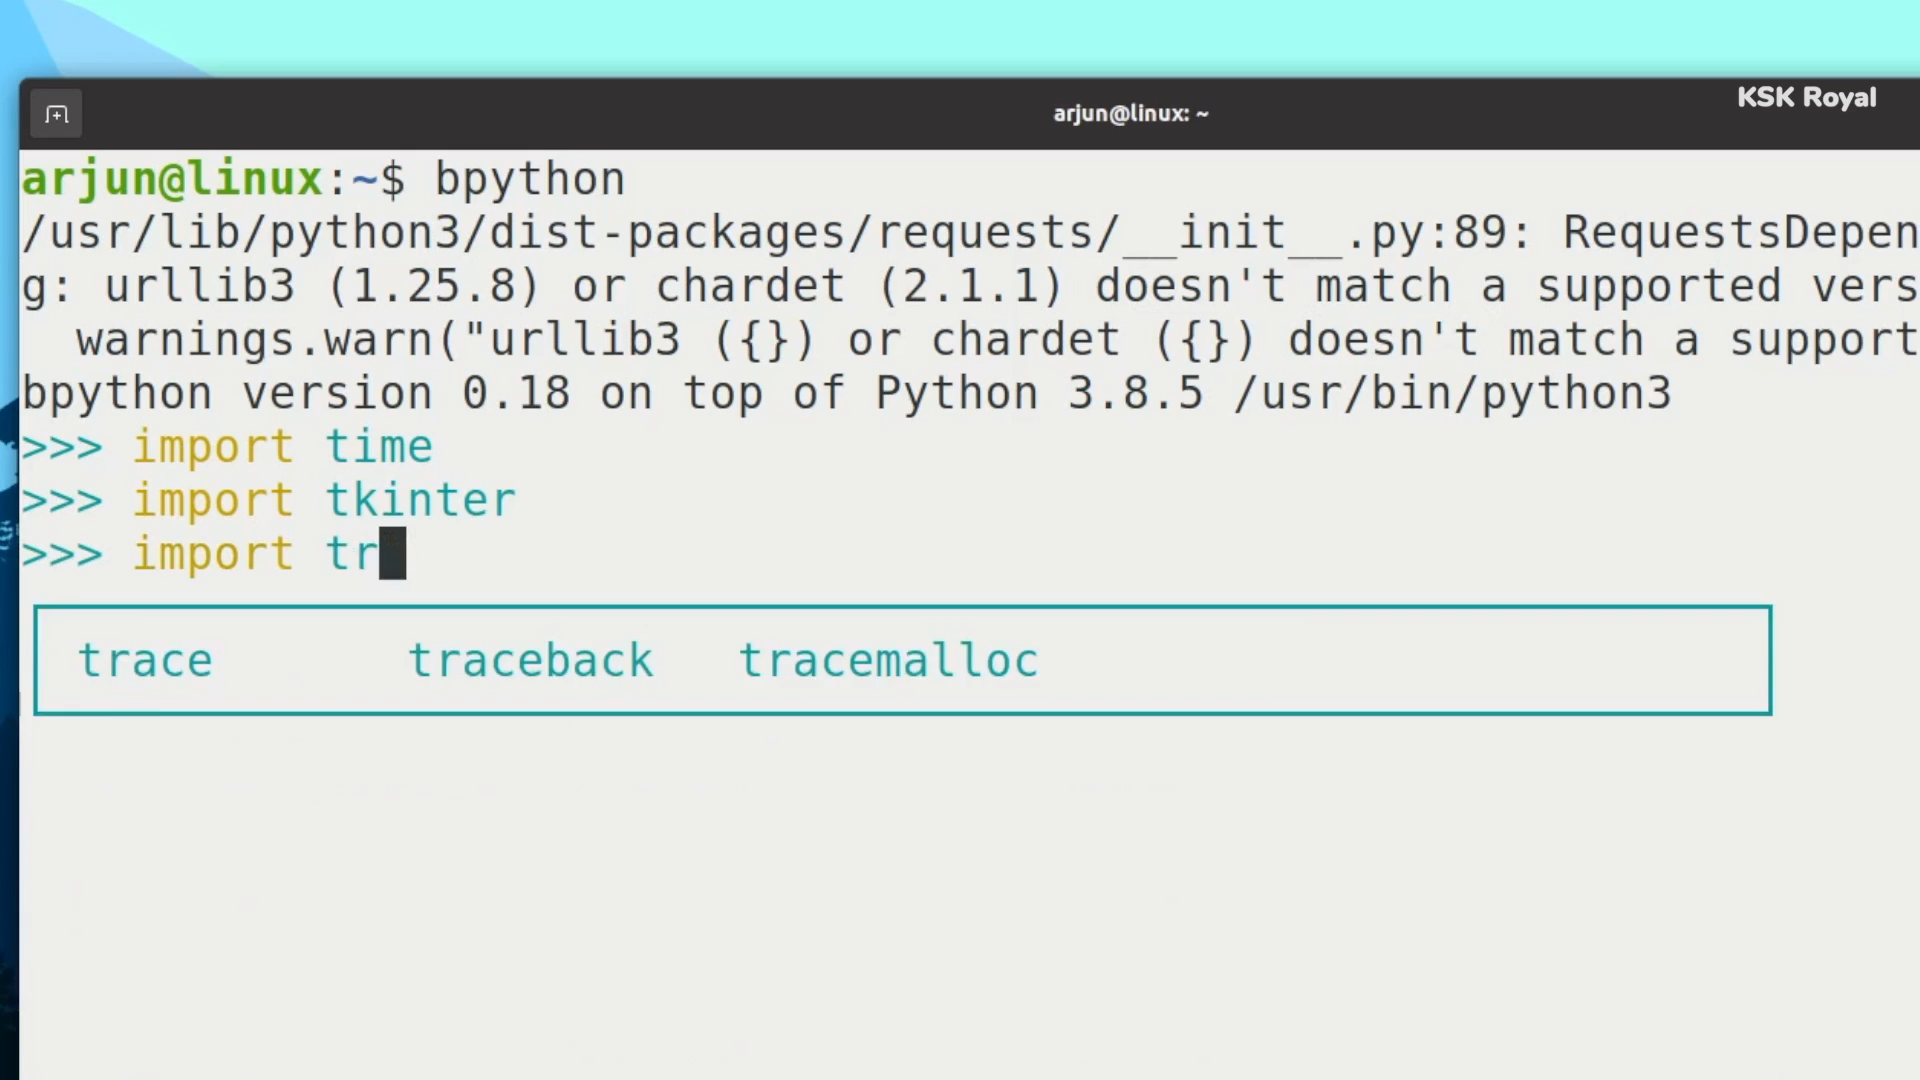 KSK Royal
arjun@linux: ~
arjun@linux:~$ bpython
/usr/lib/python3/dist-packages/requests/__init__.py:89: RequestsDepen
g: urllib3 (1.25.8) or chardet (2.1.1) doesn't match a supported vers
  warnings.warn("urllib3 ({}) or chardet ({}) doesn't match a support
bpython version 0.18 on top of Python 3.8.5 /usr/bin/python3
>>> import time
>>> import tkinter
>>> import tr
trace traceback tracemalloc